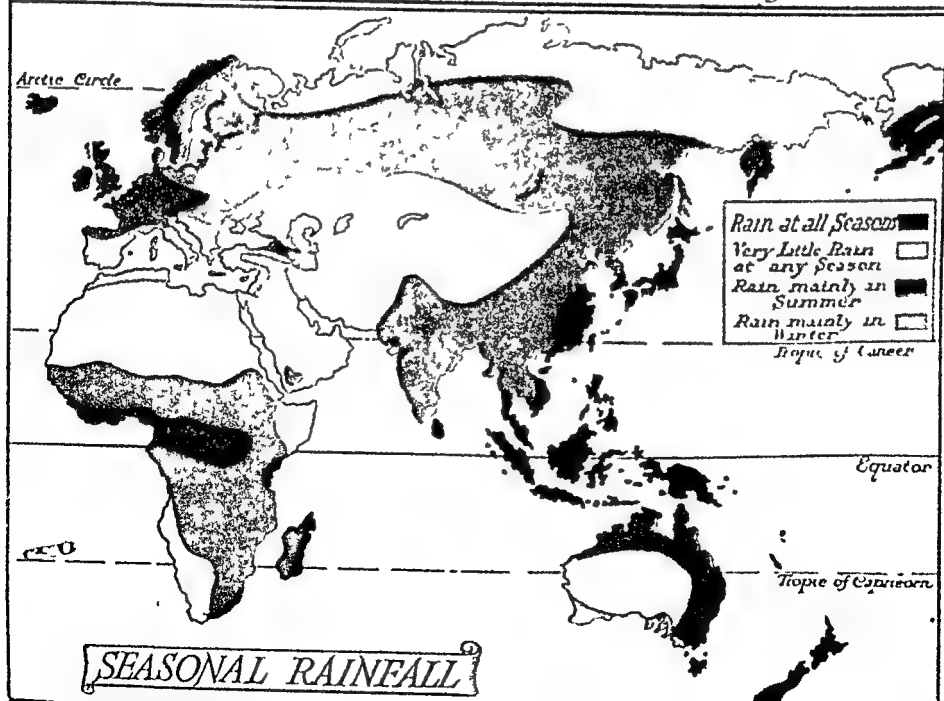 Arctic Circle
Rain at all Seasons
Very Little Rain
at any Season
Rain mainly in
Summer
Rain mainly in
Winter
Tropic of Cancer
Equator
Tropic of Capricorn
SEASONAL RAINFALL